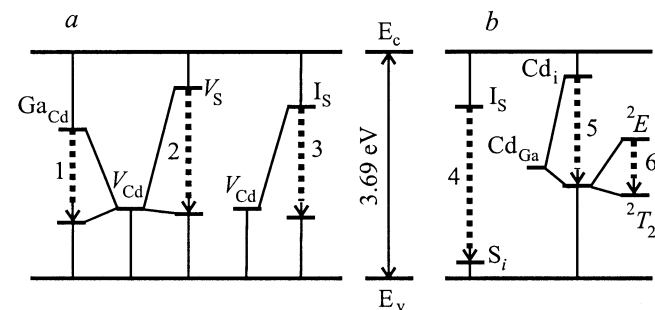 a
E_c
b
Ga_Cd
V_S
I_S
Cd_i
I_S
²E
1
2
3
5
Cd_Ga
6
V_Cd
V_Cd
3.69 eV
4
²T₂
S_i
E_v